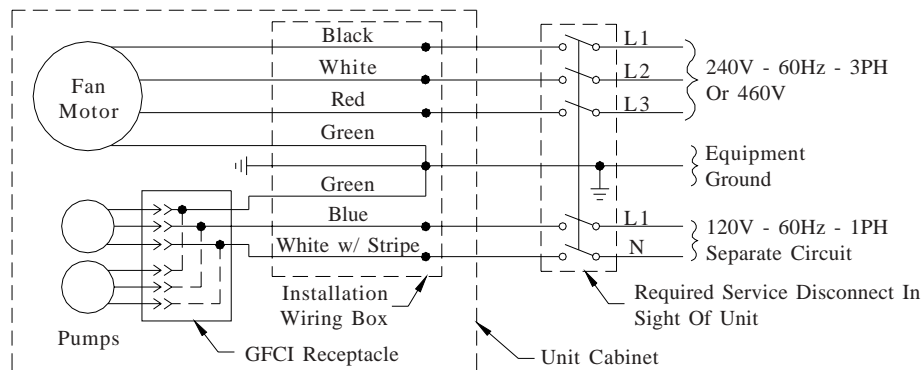 Black
L1
White
L2
240V - 60Hz - 3PH
Or 460V
Fan
Motor
Red
L3
Green
Equipment
Ground
Green
Blue
L1
120V - 60Hz - 1PH
Separate Circuit
White w/ Stripe
N
Installation
Wiring Box
Required Service Disconnect In
Sight Of Unit
Pumps
GFCI Receptacle
Unit Cabinet